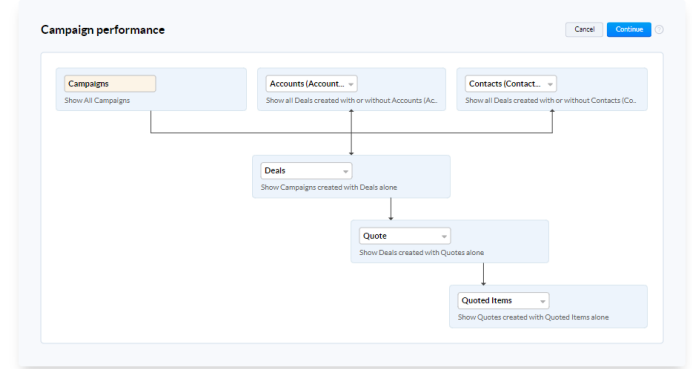 Campaign performance
Cancel
Continue
Campaigns
Show All Campaigns
Accounts (Account...
Show all Deals created with or without Accounts (Ac..
Contacts (Contact...
Show all Deals created with or without Contacts (Co..
Deals
Show Campaigns created with Deals alone
Quote
Show Deals created with Quotes alone
Quoted Items
Show Quotes created with Quoted Items alone